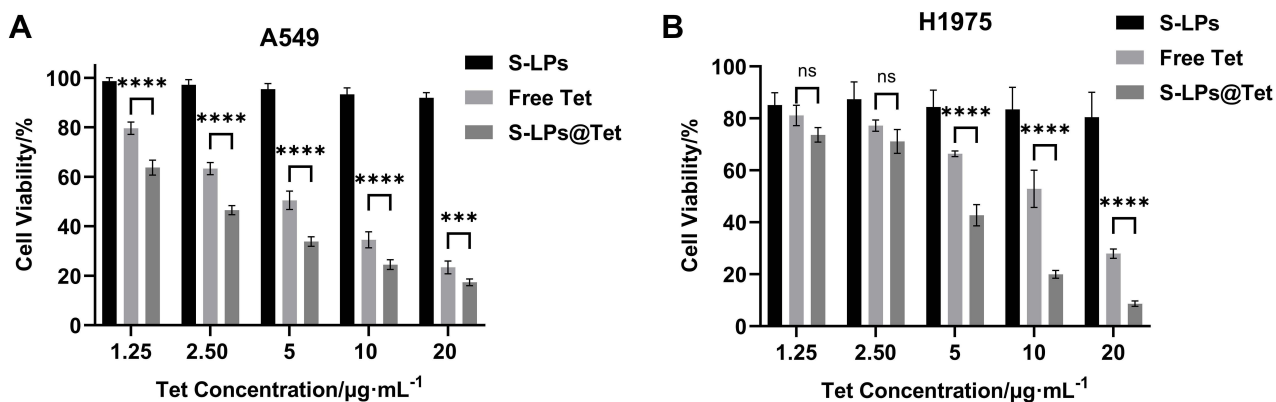 A
A549
S-LPs
Free Tet
S-LPs@Tet
Cell Viability/%
100
80
60
40
20
0
****
****
****
****
***
1.25 2.50 5 10 20
Tet Concentration/μg·mL⁻¹
B
H1975
S-LPs
Free Tet
S-LPs@Tet
Cell Viability/%
100
80
60
40
20
0
ns
ns
****
****
****
1.25 2.50 5 10 20
Tet Concentration/μg·mL⁻¹